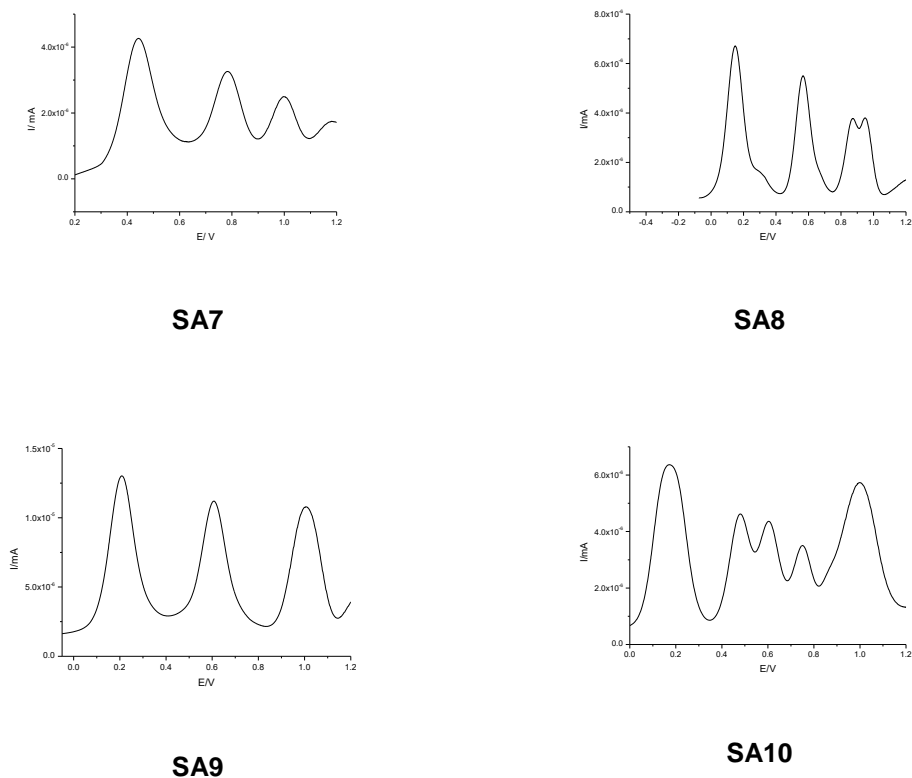 4.0x10⁻⁶
2.0x10⁻⁶
0.0
I/ mA
0.2 0.4 0.6 0.8 1.0 1.2
E/ V
SA7
8.0x10⁻⁶
6.0x10⁻⁶
4.0x10⁻⁶
2.0x10⁻⁶
0.0
I/mA
-0.4 -0.2 0.0 0.2 0.4 0.6 0.8 1.0 1.2
E/V
SA8
1.5x10⁻⁵
1.0x10⁻⁵
5.0x10⁻⁶
0.0
I/mA
0.0 0.2 0.4 0.6 0.8 1.0 1.2
E/V
SA9
6.0x10⁻⁶
4.0x10⁻⁶
2.0x10⁻⁶
0.0
I/mA
0.0 0.2 0.4 0.6 0.8 1.0 1.2
E/V
SA10